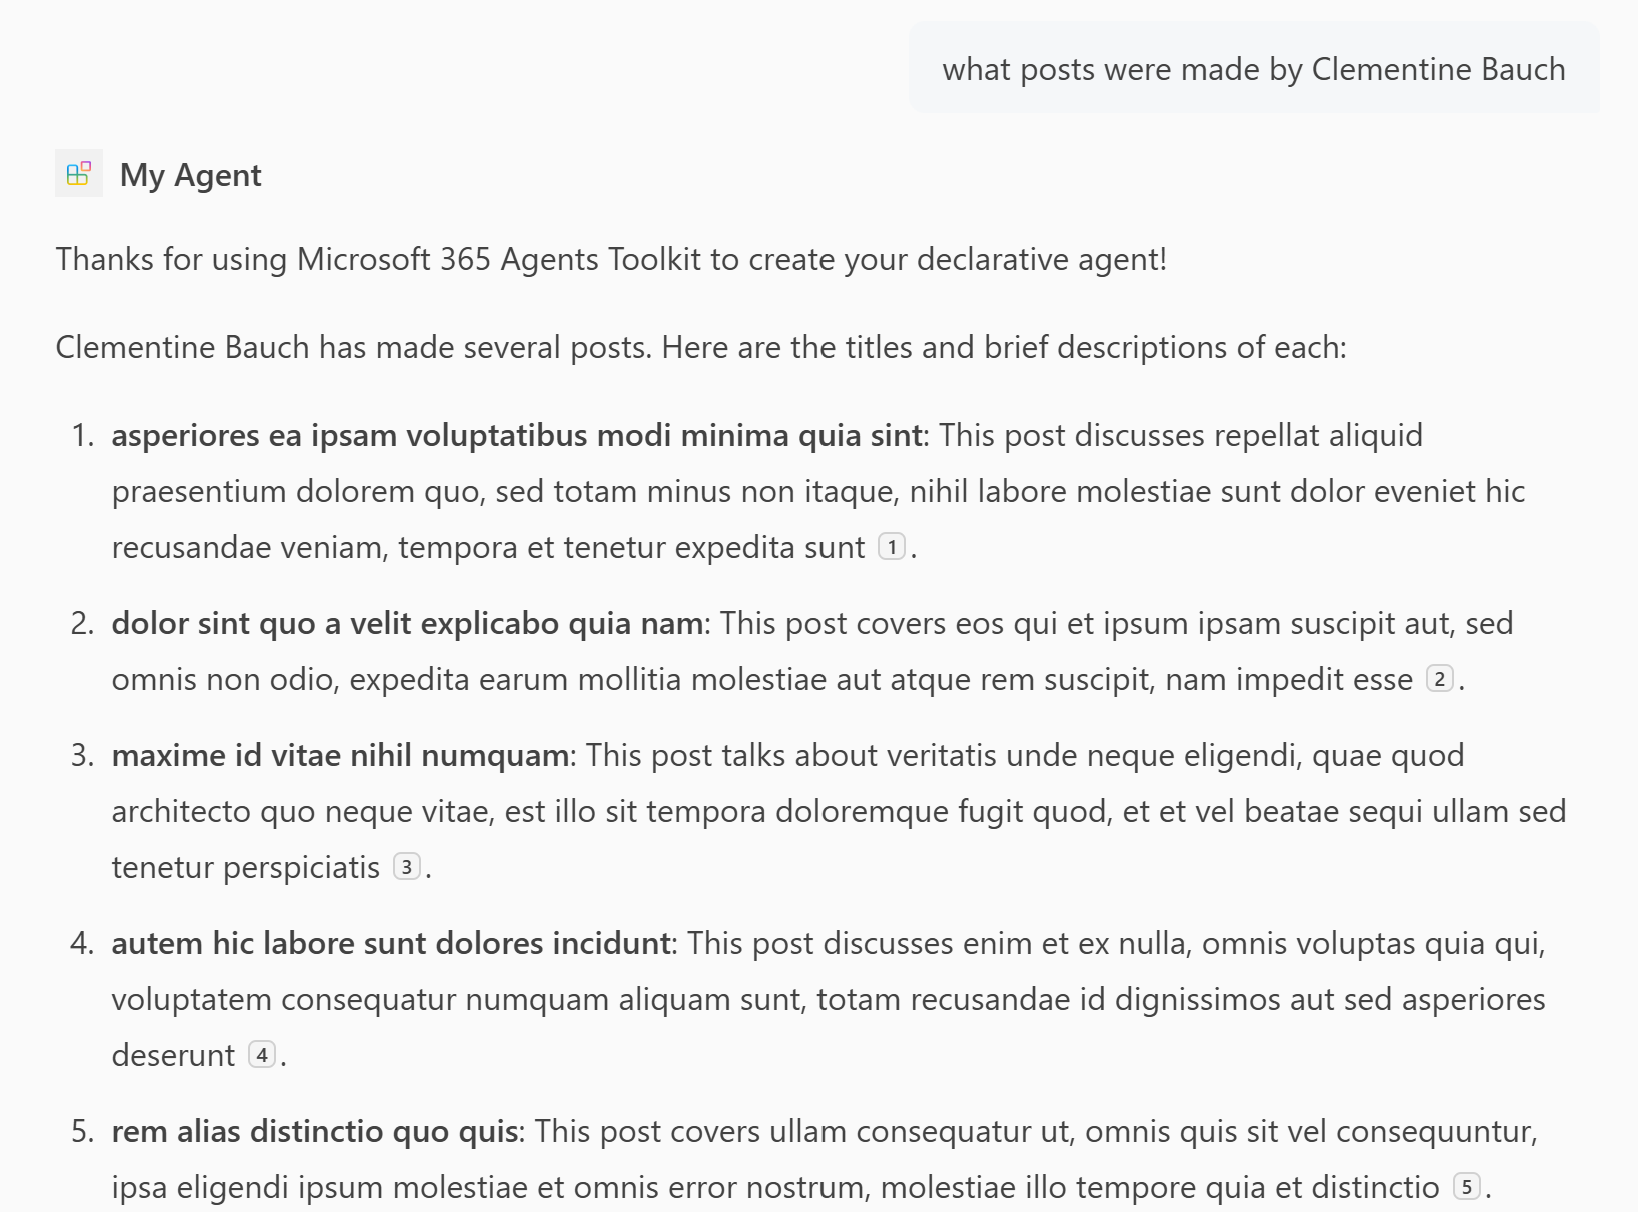 what posts were made by Clementine Bauch
My Agent
Thanks for using Microsoft 365 Agents Toolkit to create your declarative agent!
Clementine Bauch has made several posts. Here are the titles and brief descriptions of each:
1. asperiores ea ipsam voluptatibus modi minima quia sint: This post discusses repellat aliquid
praesentium dolorem quo, sed totam minus non itaque, nihil labore molestiae sunt dolor eveniet hic
recusandae veniam, tempora et tenetur expedita sunt 1.
2. dolor sint quo a velit explicabo quia nam: This post covers eos qui et ipsum ipsam suscipit aut, sed
omnis non odio, expedita earum mollitia molestiae aut atque rem suscipit, nam impedit esse 2.
3. maxime id vitae nihil numquam: This post talks about veritatis unde neque eligendi, quae quod
architecto quo neque vitae, est illo sit tempora doloremque fugit quod, et et vel beatae sequi ullam sed
tenetur perspiciatis 3.
4. autem hic labore sunt dolores incidunt: This post discusses enim et ex nulla, omnis voluptas quia qui,
voluptatem consequatur numquam aliquam sunt, totam recusandae id dignissimos aut sed asperiores
deserunt 4.
5. rem alias distinctio quo quis: This post covers ullam consequatur ut, omnis quis sit vel consequuntur,
ipsa eligendi ipsum molestiae et omnis error nostrum, molestiae illo tempore quia et distinctio 5.